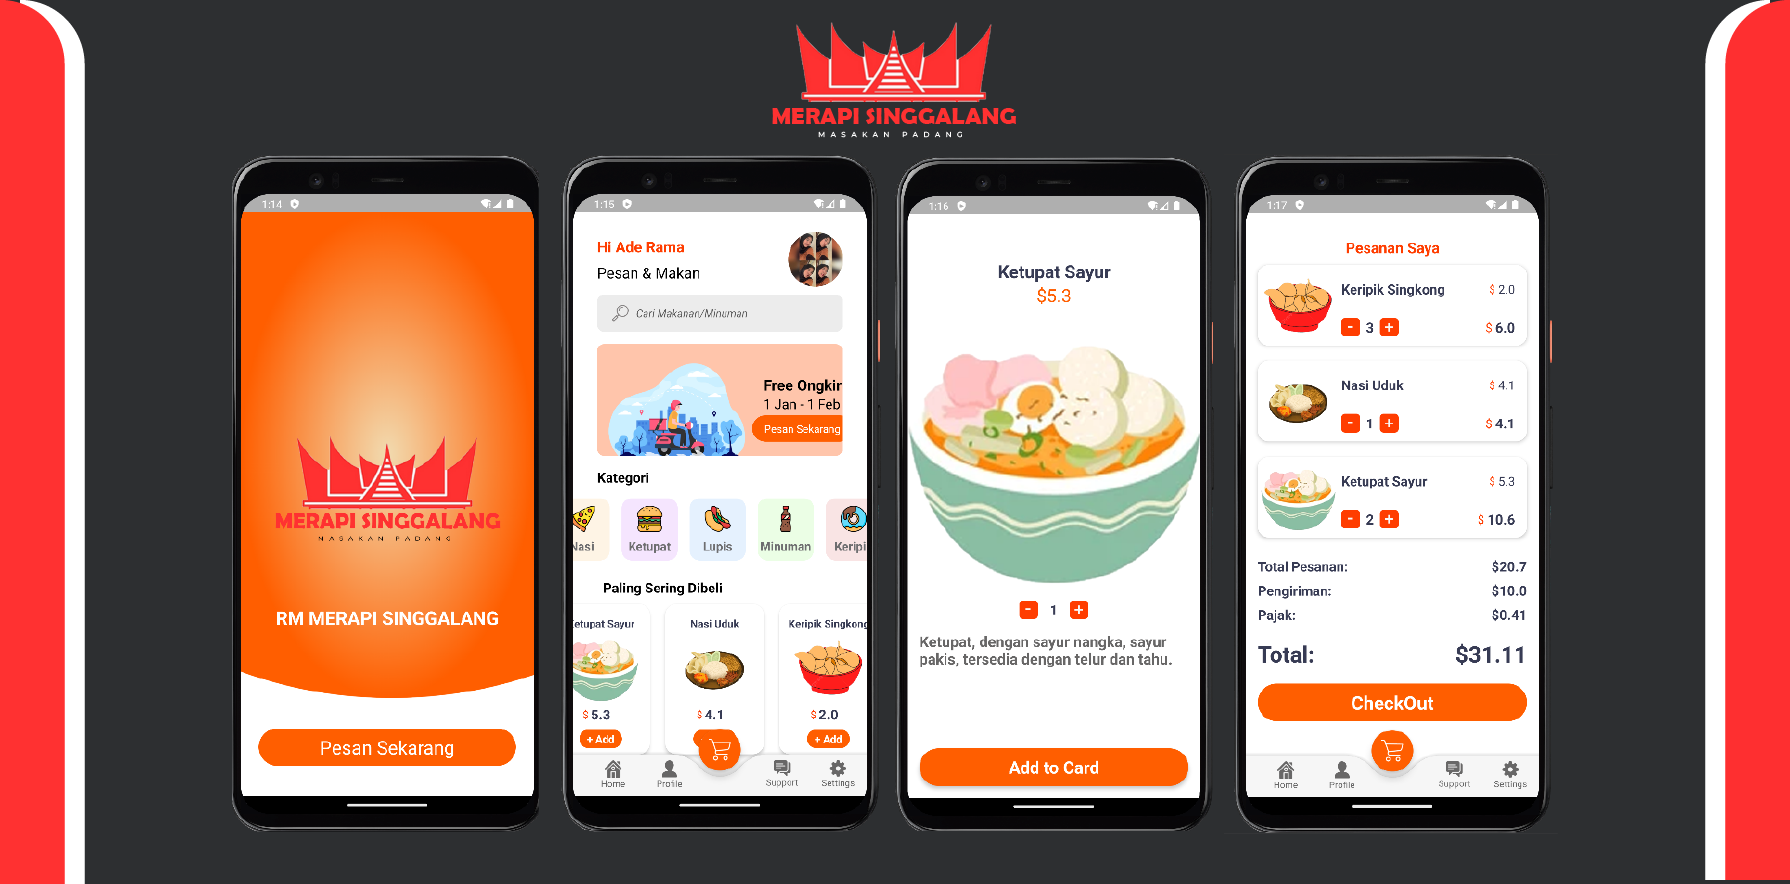 MERAPI SINGGALANG
MASAKAN PADANG
1:14
MERAPI SINGGALANG
MASAKAN PADANG
RM MERAPI SINGGALANG
Pesan Sekarang
1:15
Hi Ade Rama
Pesan & Makan
Cari Makanan/Minuman
Free Ongkir
1 Jan - 1 Feb
Pesan Sekarang
Kategori
Nasi Ketupat Lupis Minuman Keripi
Paling Sering Dibeli
etupat Sayur Nasi Uduk Keripik Singkong
$ 5.3 $ 4.1 $ 2.0
+ Add + Add
Home Profile Support Settings
1:16
Ketupat Sayur
$5.3
- 1 +
Ketupat, dengan sayur nangka, sayur
pakis, tersedia dengan telur dan tahu.
Add to Card
1:17
Pesanan Saya
Keripik Singkong $ 2.0
- 3 + $ 6.0
Nasi Uduk $ 4.1
- 1 + $ 4.1
Ketupat Sayur $ 5.3
- 2 + $ 10.6
Total Pesanan: $20.7
Pengiriman: $10.0
Pajak: $0.41
Total: $31.11
CheckOut
Home Profile Support Settings